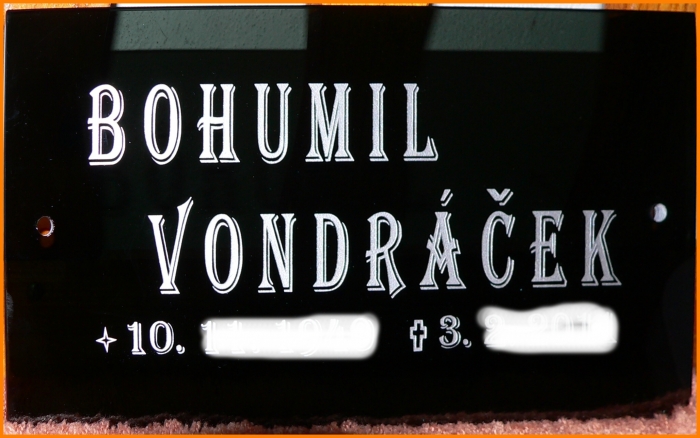 BOHUMIL
VONDRÁČEK
✧ 10. ✝ 3.